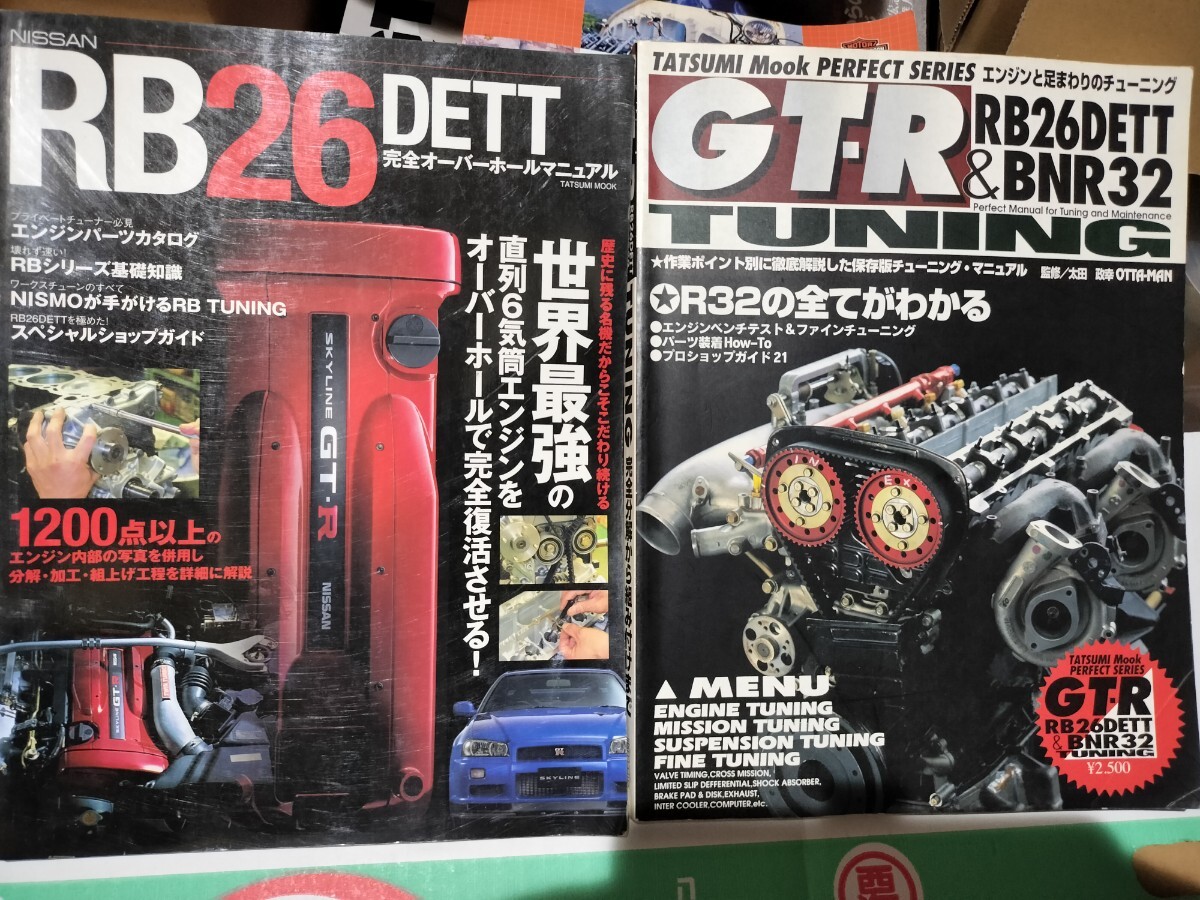 NISSAN
RB26DETT
完全オーバーホールマニュアル
TATSUMI MOOK
プライベートチューナー必見
エンジンパーツカタログ
壊れず速い!
RBシリーズ基礎知識
ワークスチューンのすべて
NISMOが手がけるRB TUNING
RB26DETTを極めた!
スペシャルショップガイド
歴史に残る名機だからこそこだわり続ける
世界最強の
直列6気筒エンジンを
オーバーホールで完全復活させる!
SKYLINE GT-R
NISSAN
1200点以上の
エンジン内部の写真を併用し
分解・加工・組上げ工程を詳細に解説
SKYLINE
TATSUMI Mook PERFECT SERIES エンジンと足まわりのチューニング
GT-R
RB26DETT
&BNR32
Perfect Manual for Tuning and Maintenance
TUNING
★作業ポイント別に徹底解説した保存版チューニング・マニュアル 監修/太田 政幸 OTTA-MAN
★R32の全てがわかる
●エンジンベンチテスト&ファインチューニング
●パーツ装着How-To
●プロショップガイド21
IN
EX
▲MENU
ENGINE TUNING
MISSION TUNING
SUSPENSION TUNING
FINE TUNING
VALVE TIMING,CROSS MISSION,
LIMITED SLIP DEFFERENTIAL,SHOCK ABSORBER,
BRAKE PAD & DISK,EXHAUST,
INTER COOLER,COMPUTER,etc.
TATSUMI Mook
PERFECT SERIES
GT-R
RB26DETT
&BNR32
TUNING
¥2.500